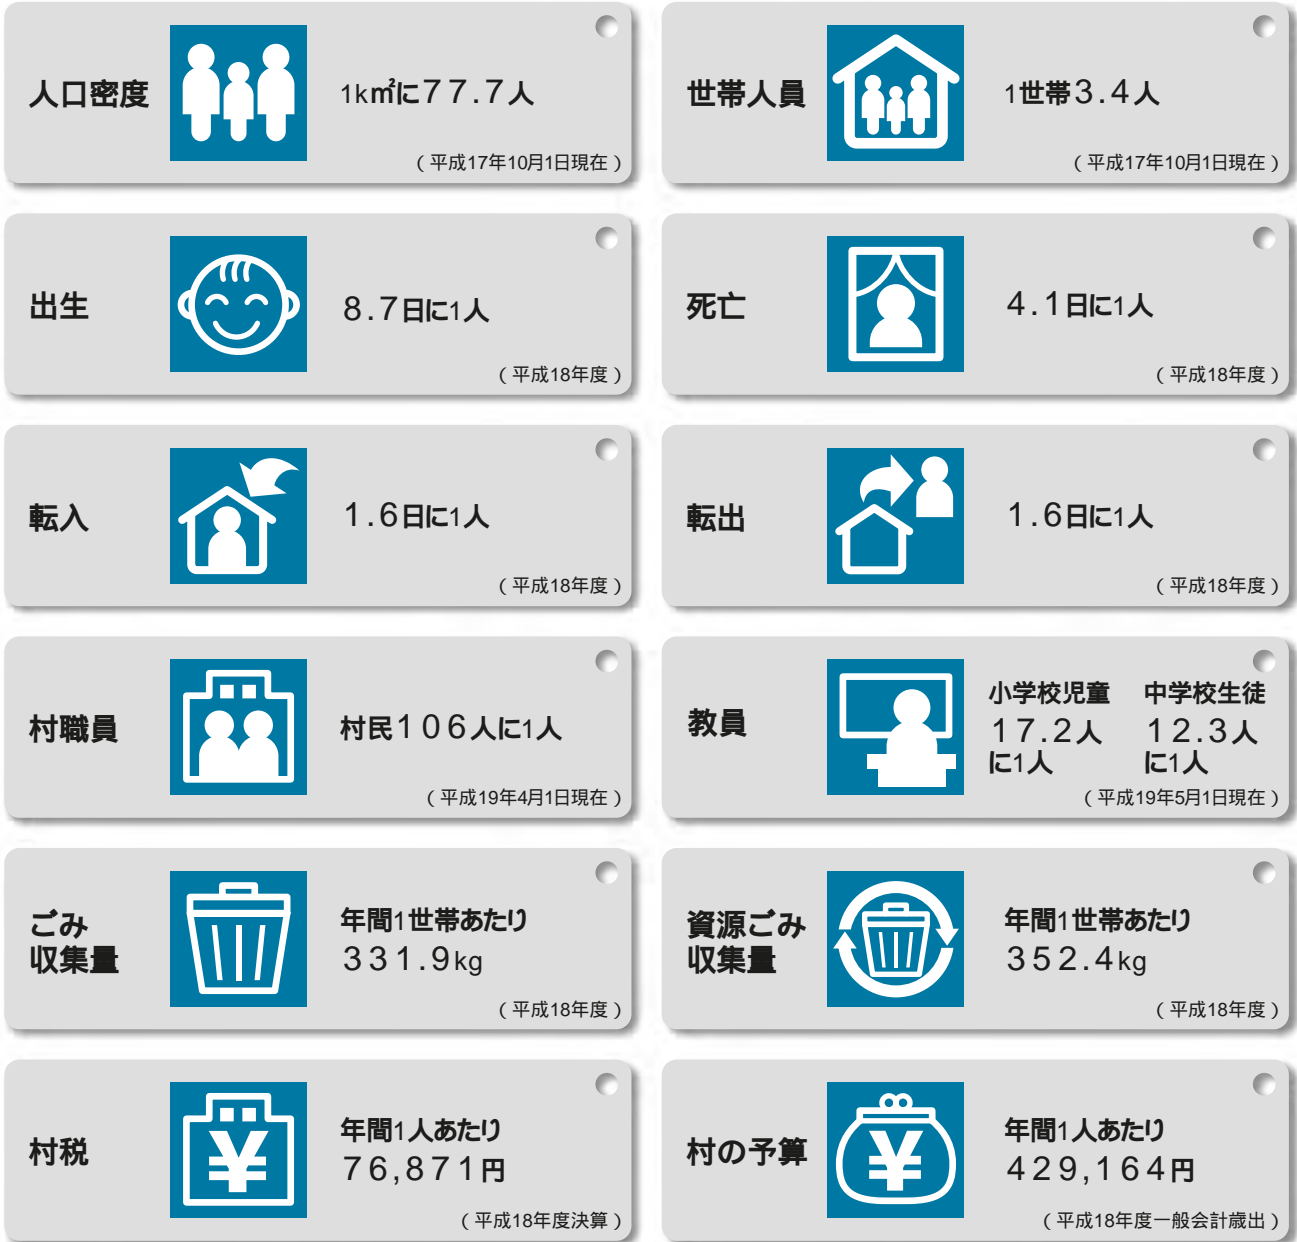 人口密度
1k㎡に77.7人
（平成17年10月1日現在）
世帯人員
1世帯3.4人
（平成17年10月1日現在）
出生
8.7日に1人
（平成18年度）
死亡
4.1日に1人
（平成18年度）
転入
1.6日に1人
（平成18年度）
転出
1.6日に1人
（平成18年度）
村職員
村民106人に1人
（平成19年4月1日現在）
教員
小学校児童
17.2人
に1人
中学校生徒
12.3人
に1人
（平成19年5月1日現在）
ごみ
収集量
年間1世帯あたり
331.9kg
（平成18年度）
資源ごみ
収集量
年間1世帯あたり
352.4kg
（平成18年度）
村税
¥
年間1人あたり
76,871円
（平成18年度決算）
村の予算
¥
年間1人あたり
429,164円
（平成18年度一般会計歳出）